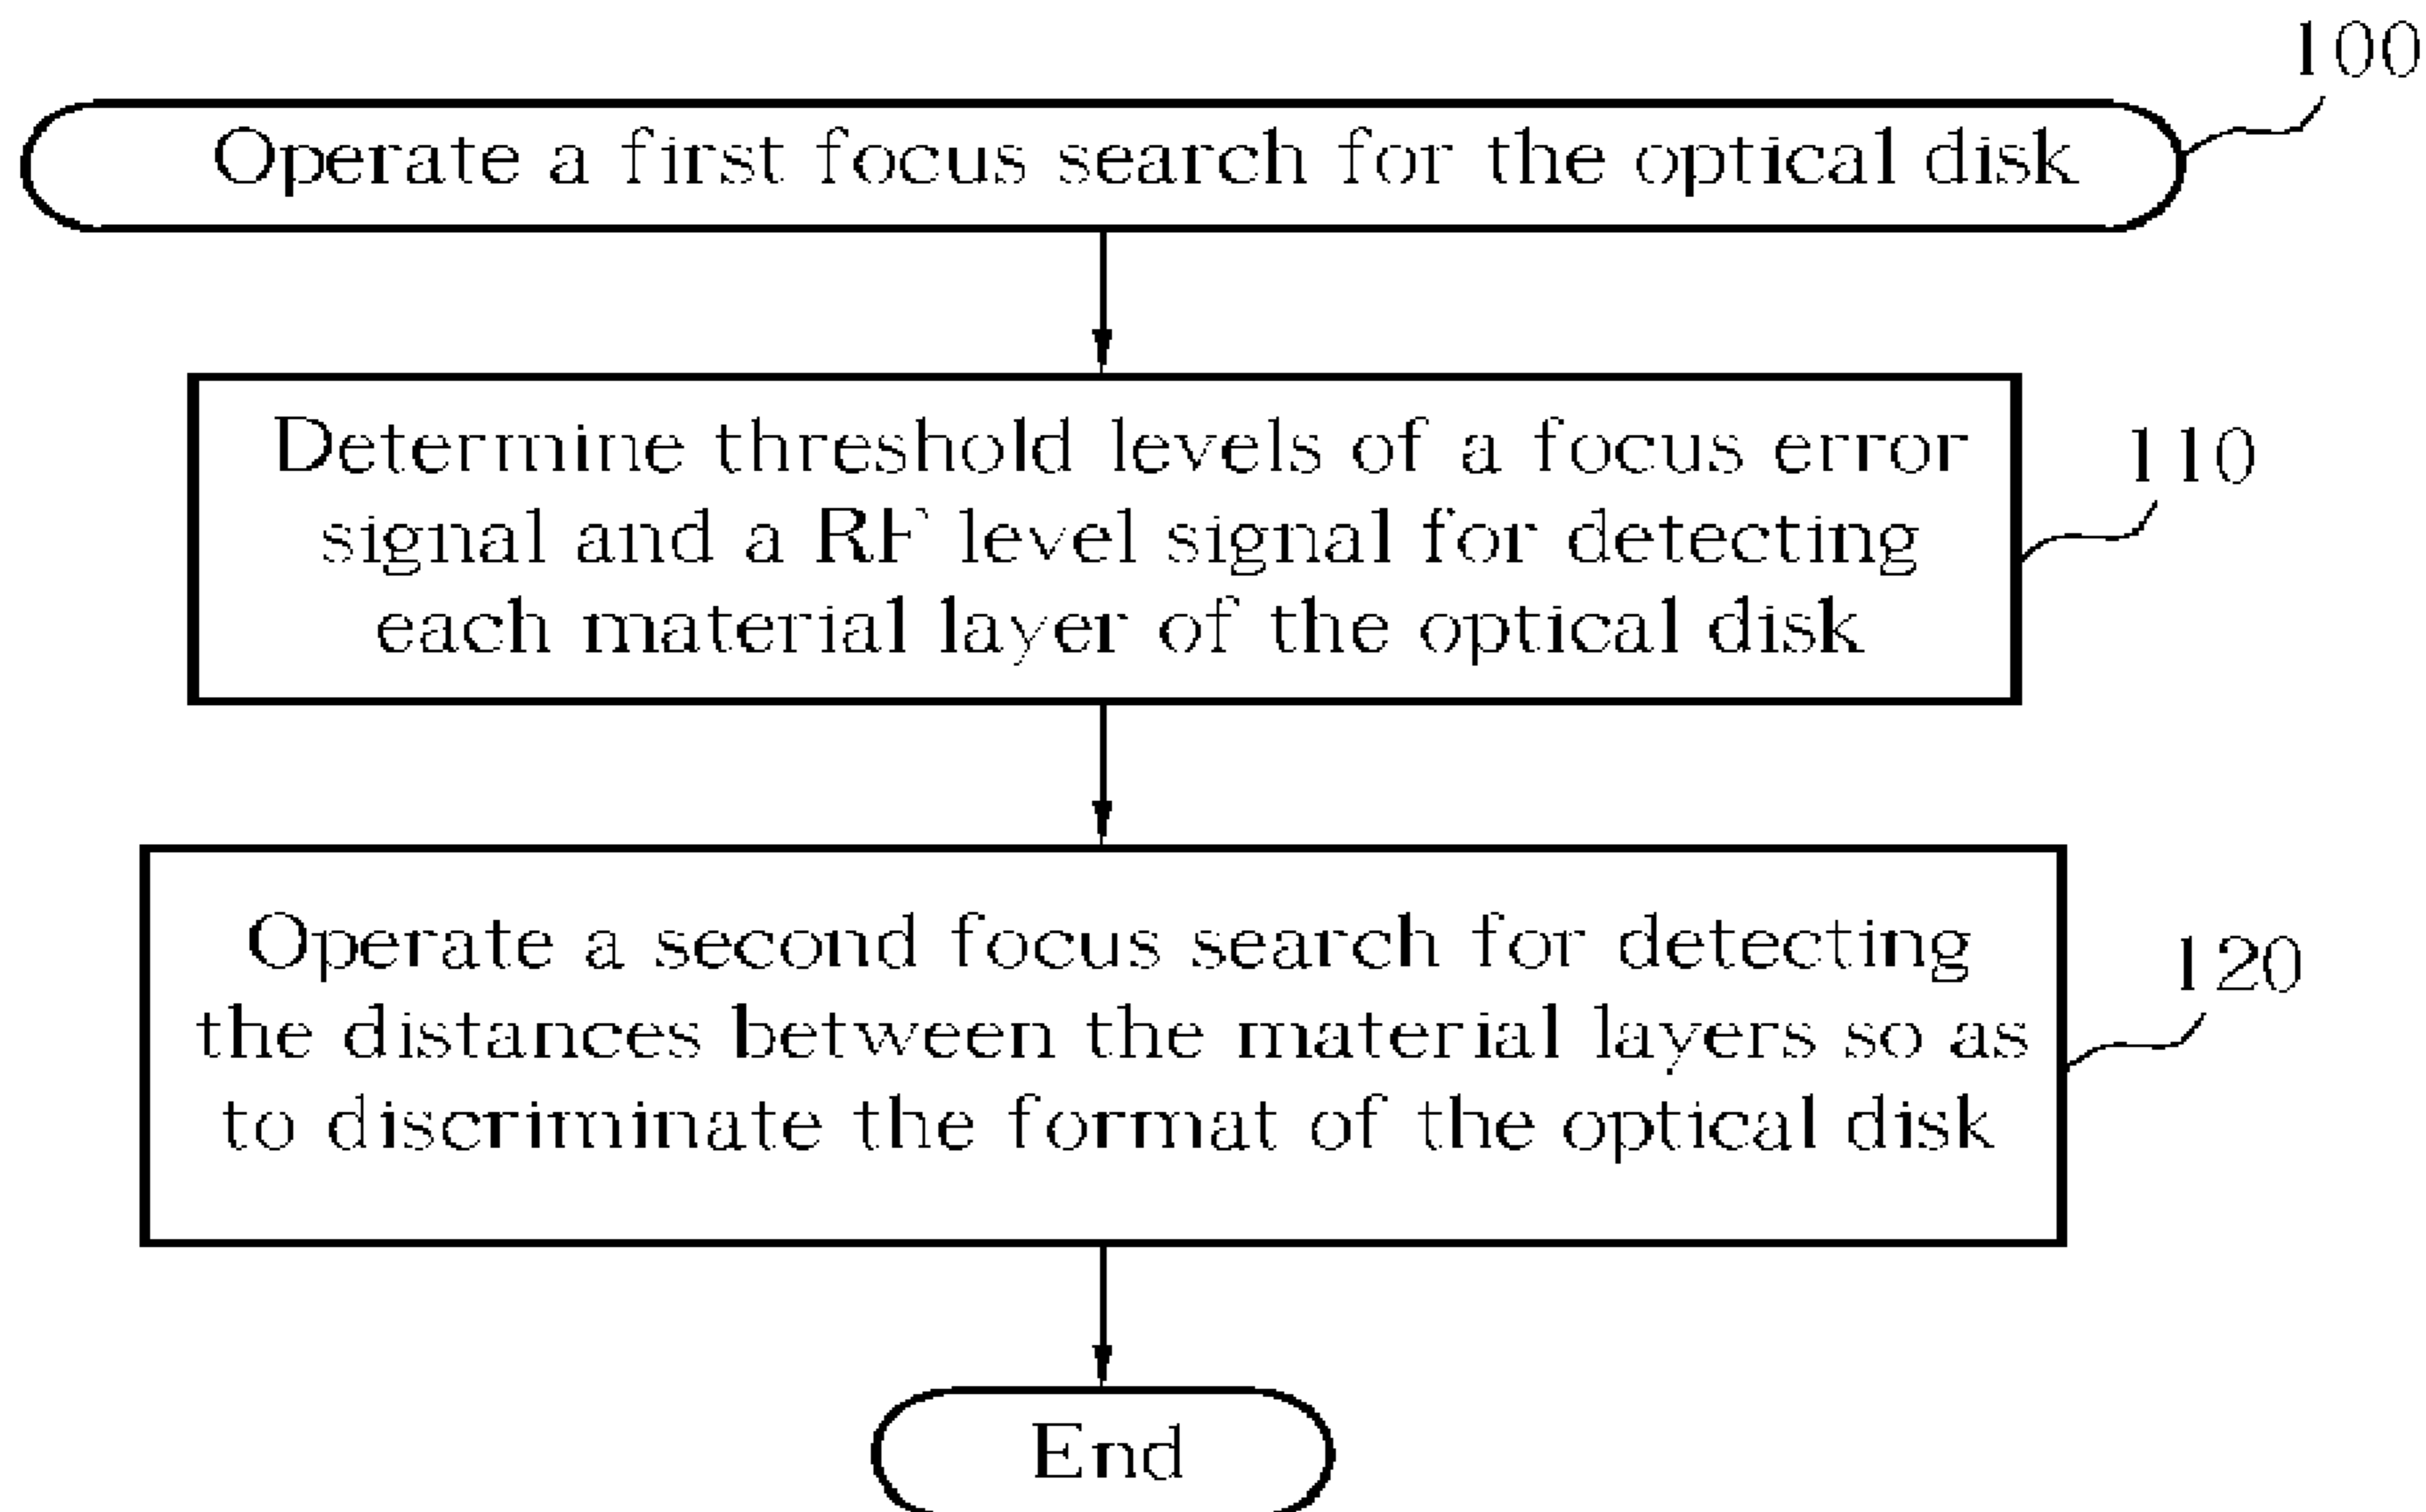 100
Operate a first focus search for the optical disk
Determine threshold levels of a focus error
signal and a RF level signal for detecting
each material layer of the optical disk
110
Operate a second focus search for detecting
the distances between the material layers so as
to discriminate the format of the optical disk
120
End